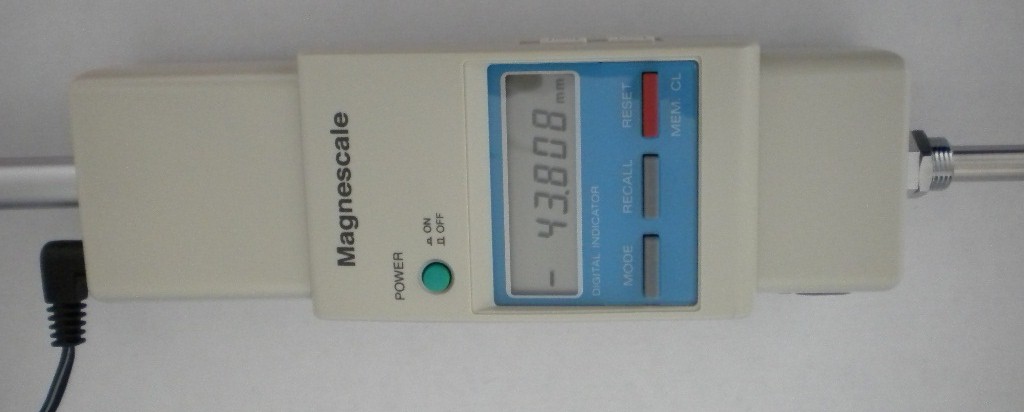 Magnescale
POWER
ON
OFF
- 43.808 mm
DIGITAL INDICATOR
MODE RECALL RESET
MEM. CL